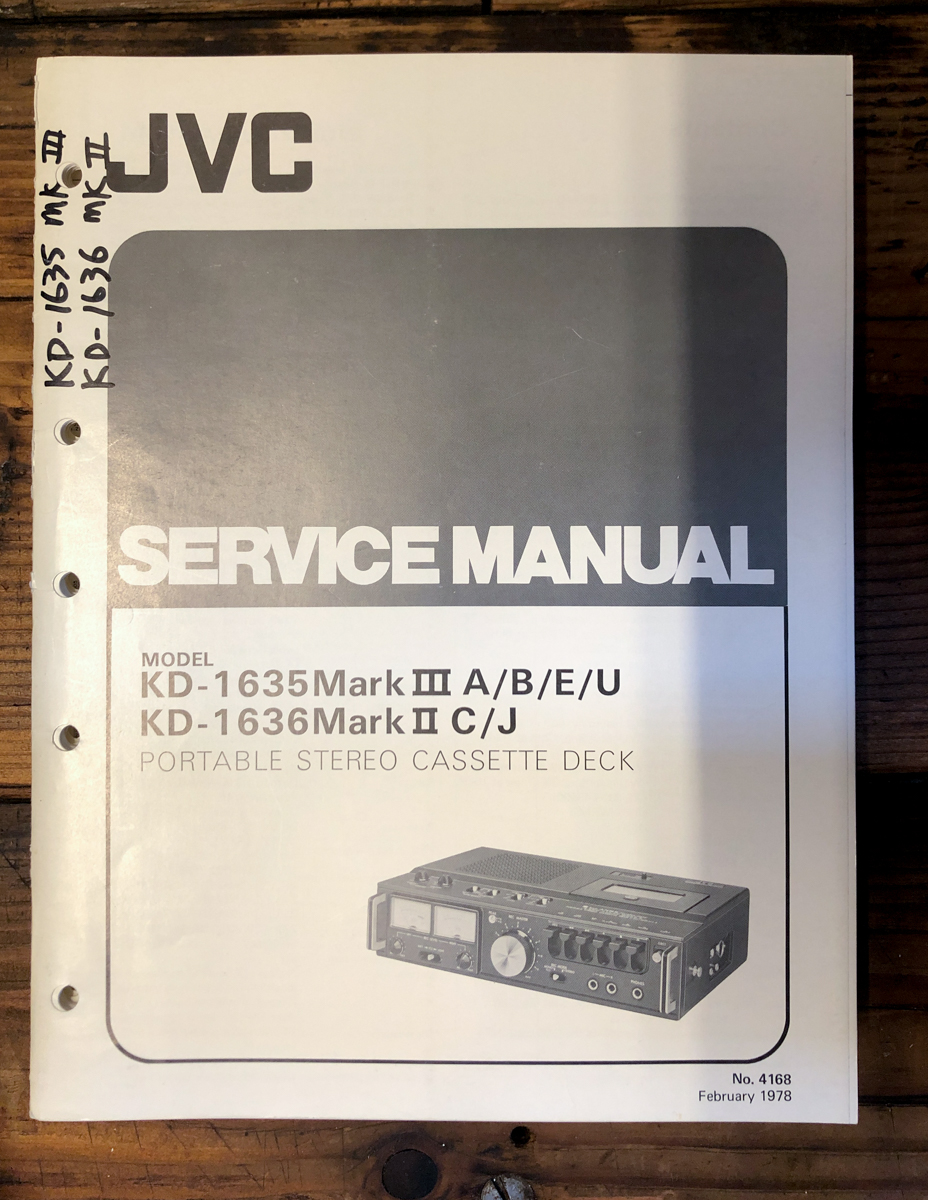 JVC
KD-1635 MK III
KD-1636 MK II
SERVICE MANUAL
MODEL
KD-1635Mark III A/B/E/U
KD-1636Mark II C/J
PORTABLE STEREO CASSETTE DECK
No. 4168
February 1978